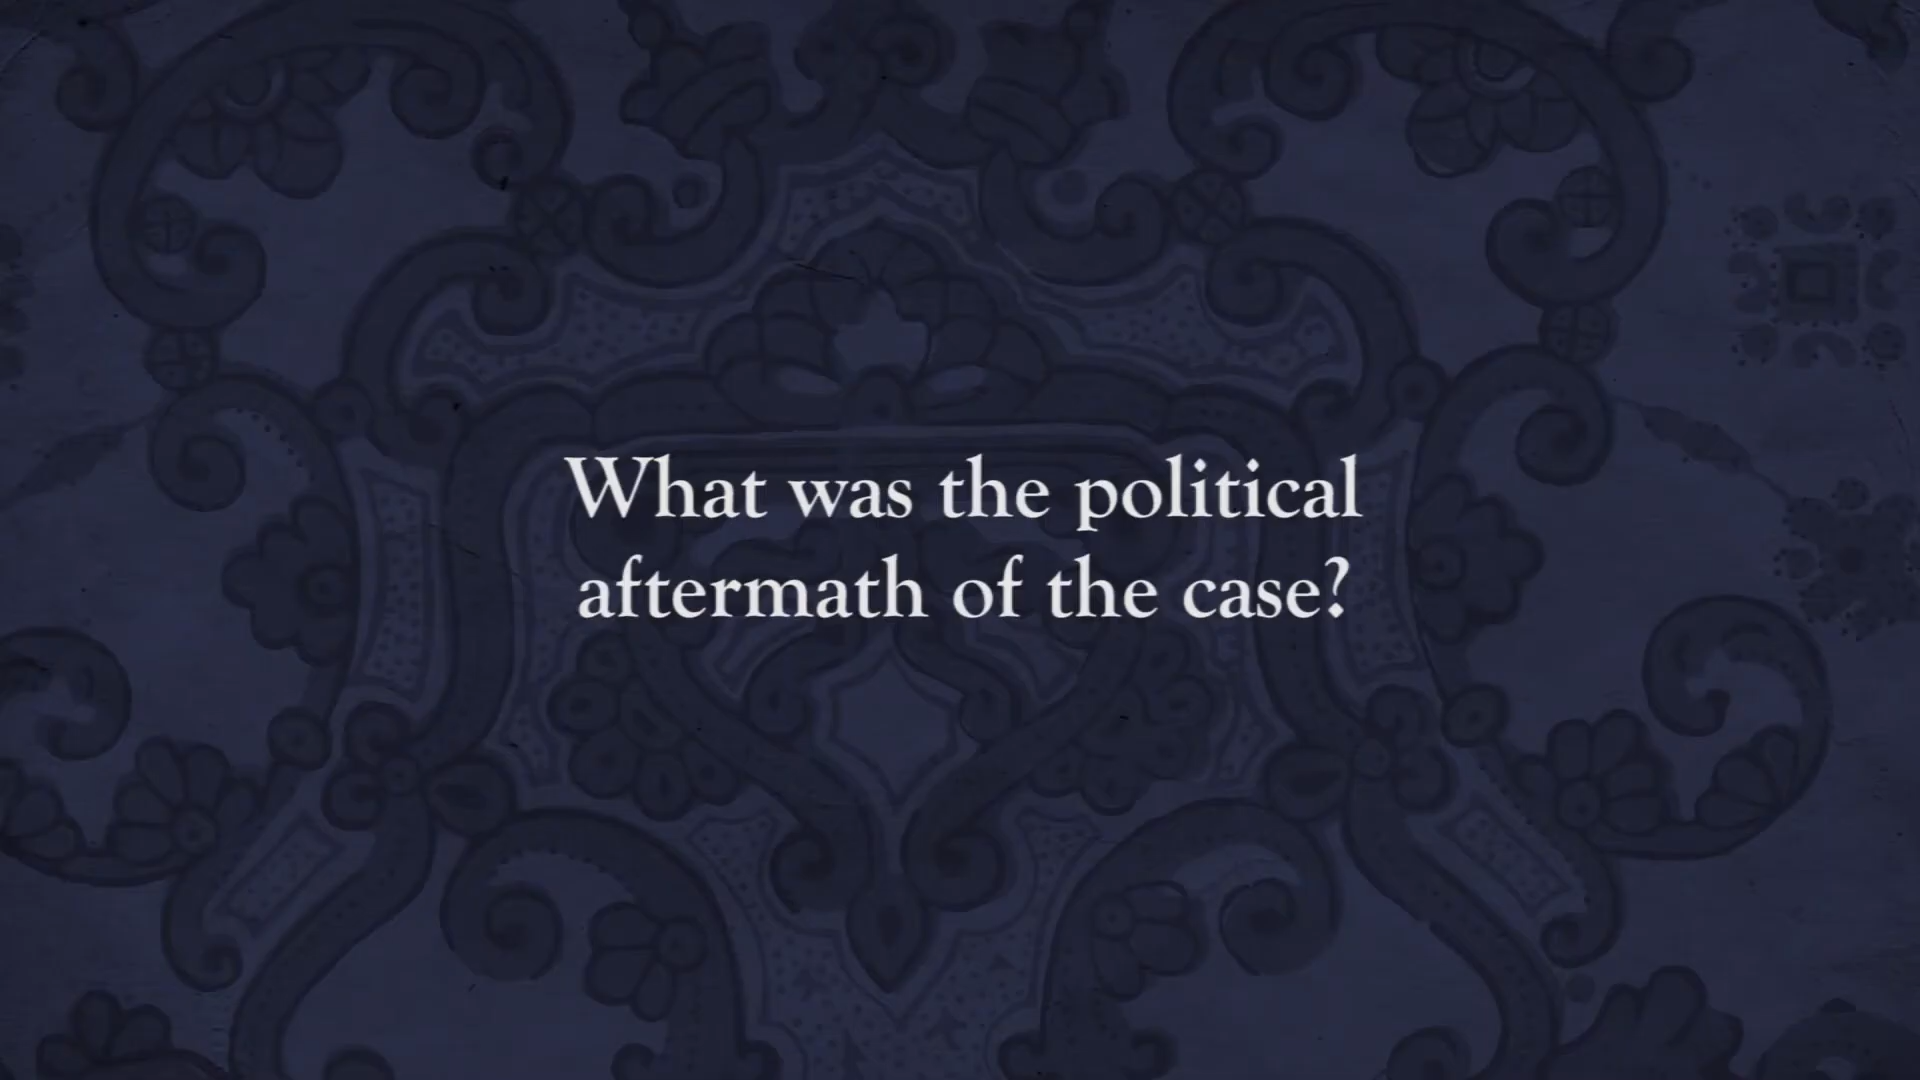 What was the political
aftermath of the case?